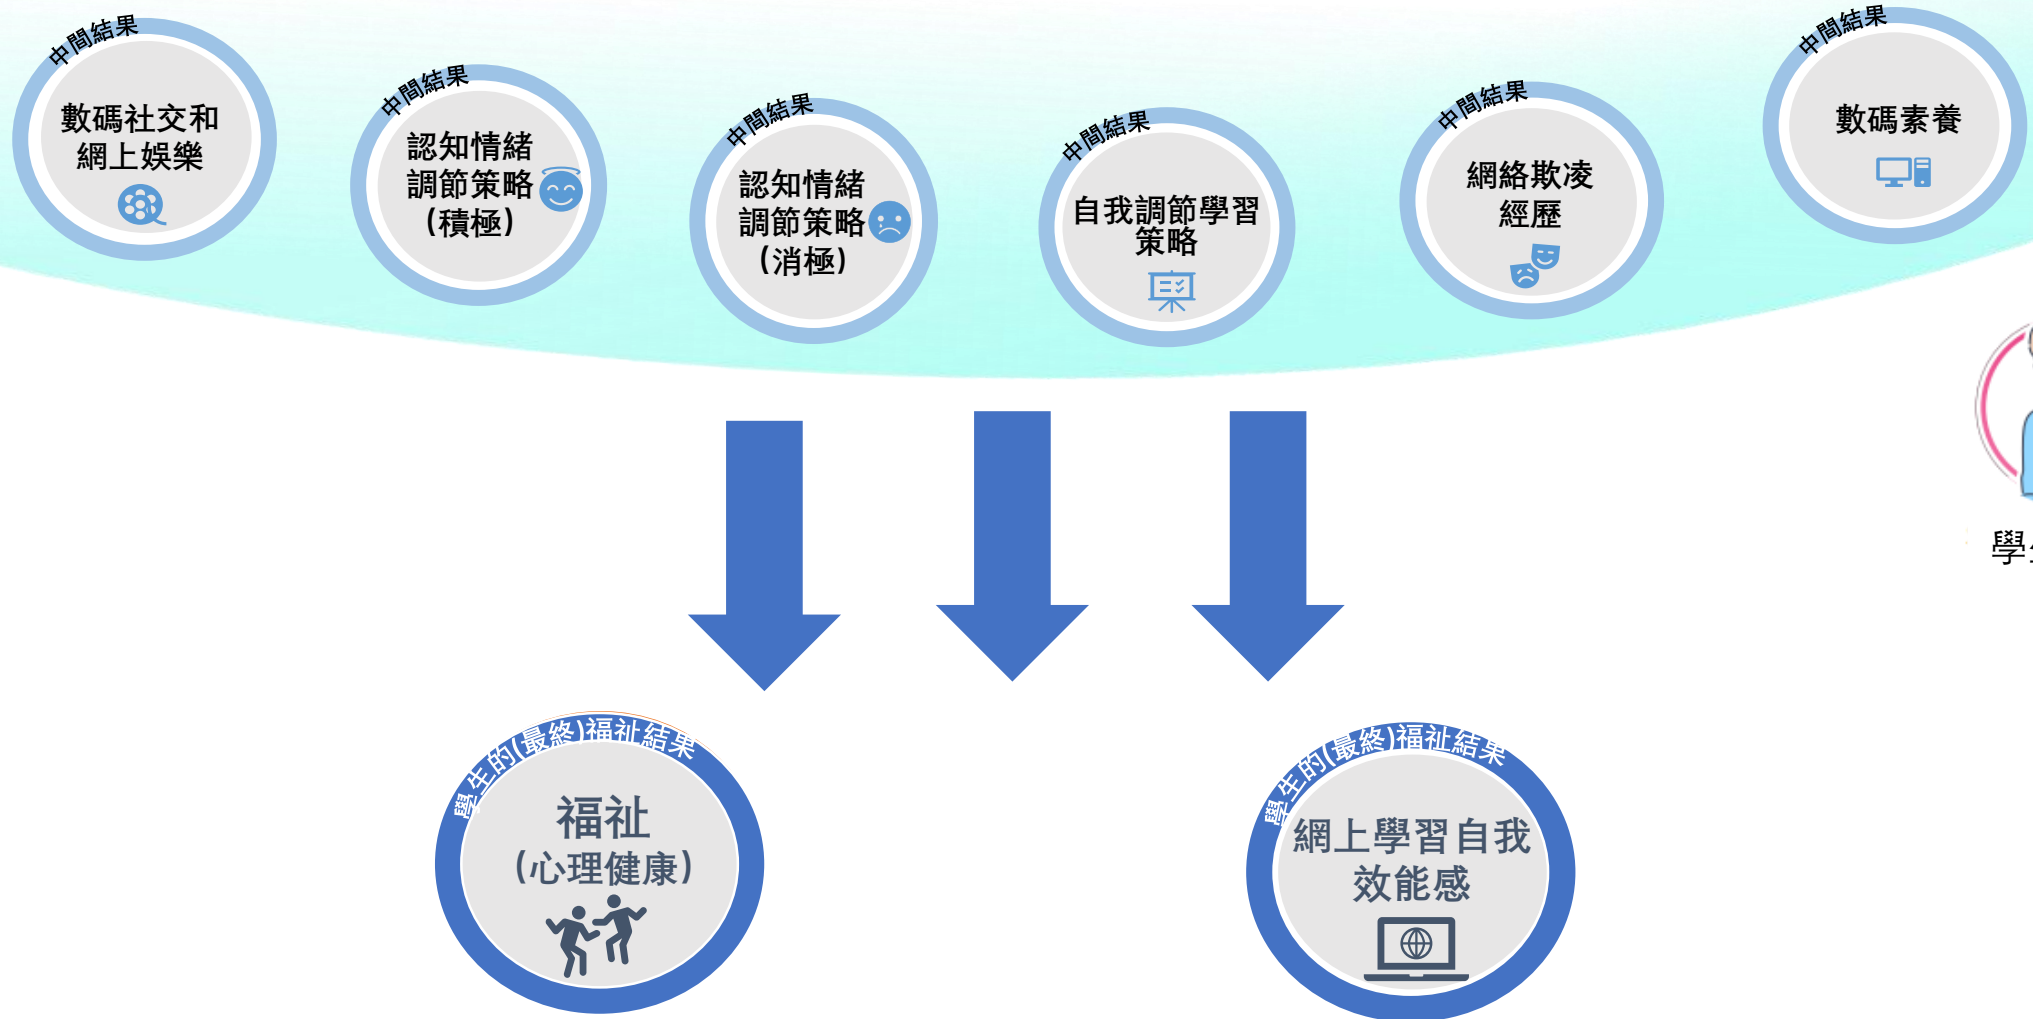 中間結果
數碼社交和
網上娛樂
中間結果
認知情緒
調節策略
(積極)
中間結果
認知情緒
調節策略
(消極)
中間結果
自我調節學習
策略
中間結果
網絡欺凌
經歷
中間結果
數碼素養
學生的(最終)福祉結果
福祉
(心理健康)
學生的(最終)福祉結果
網上學習自我
效能感